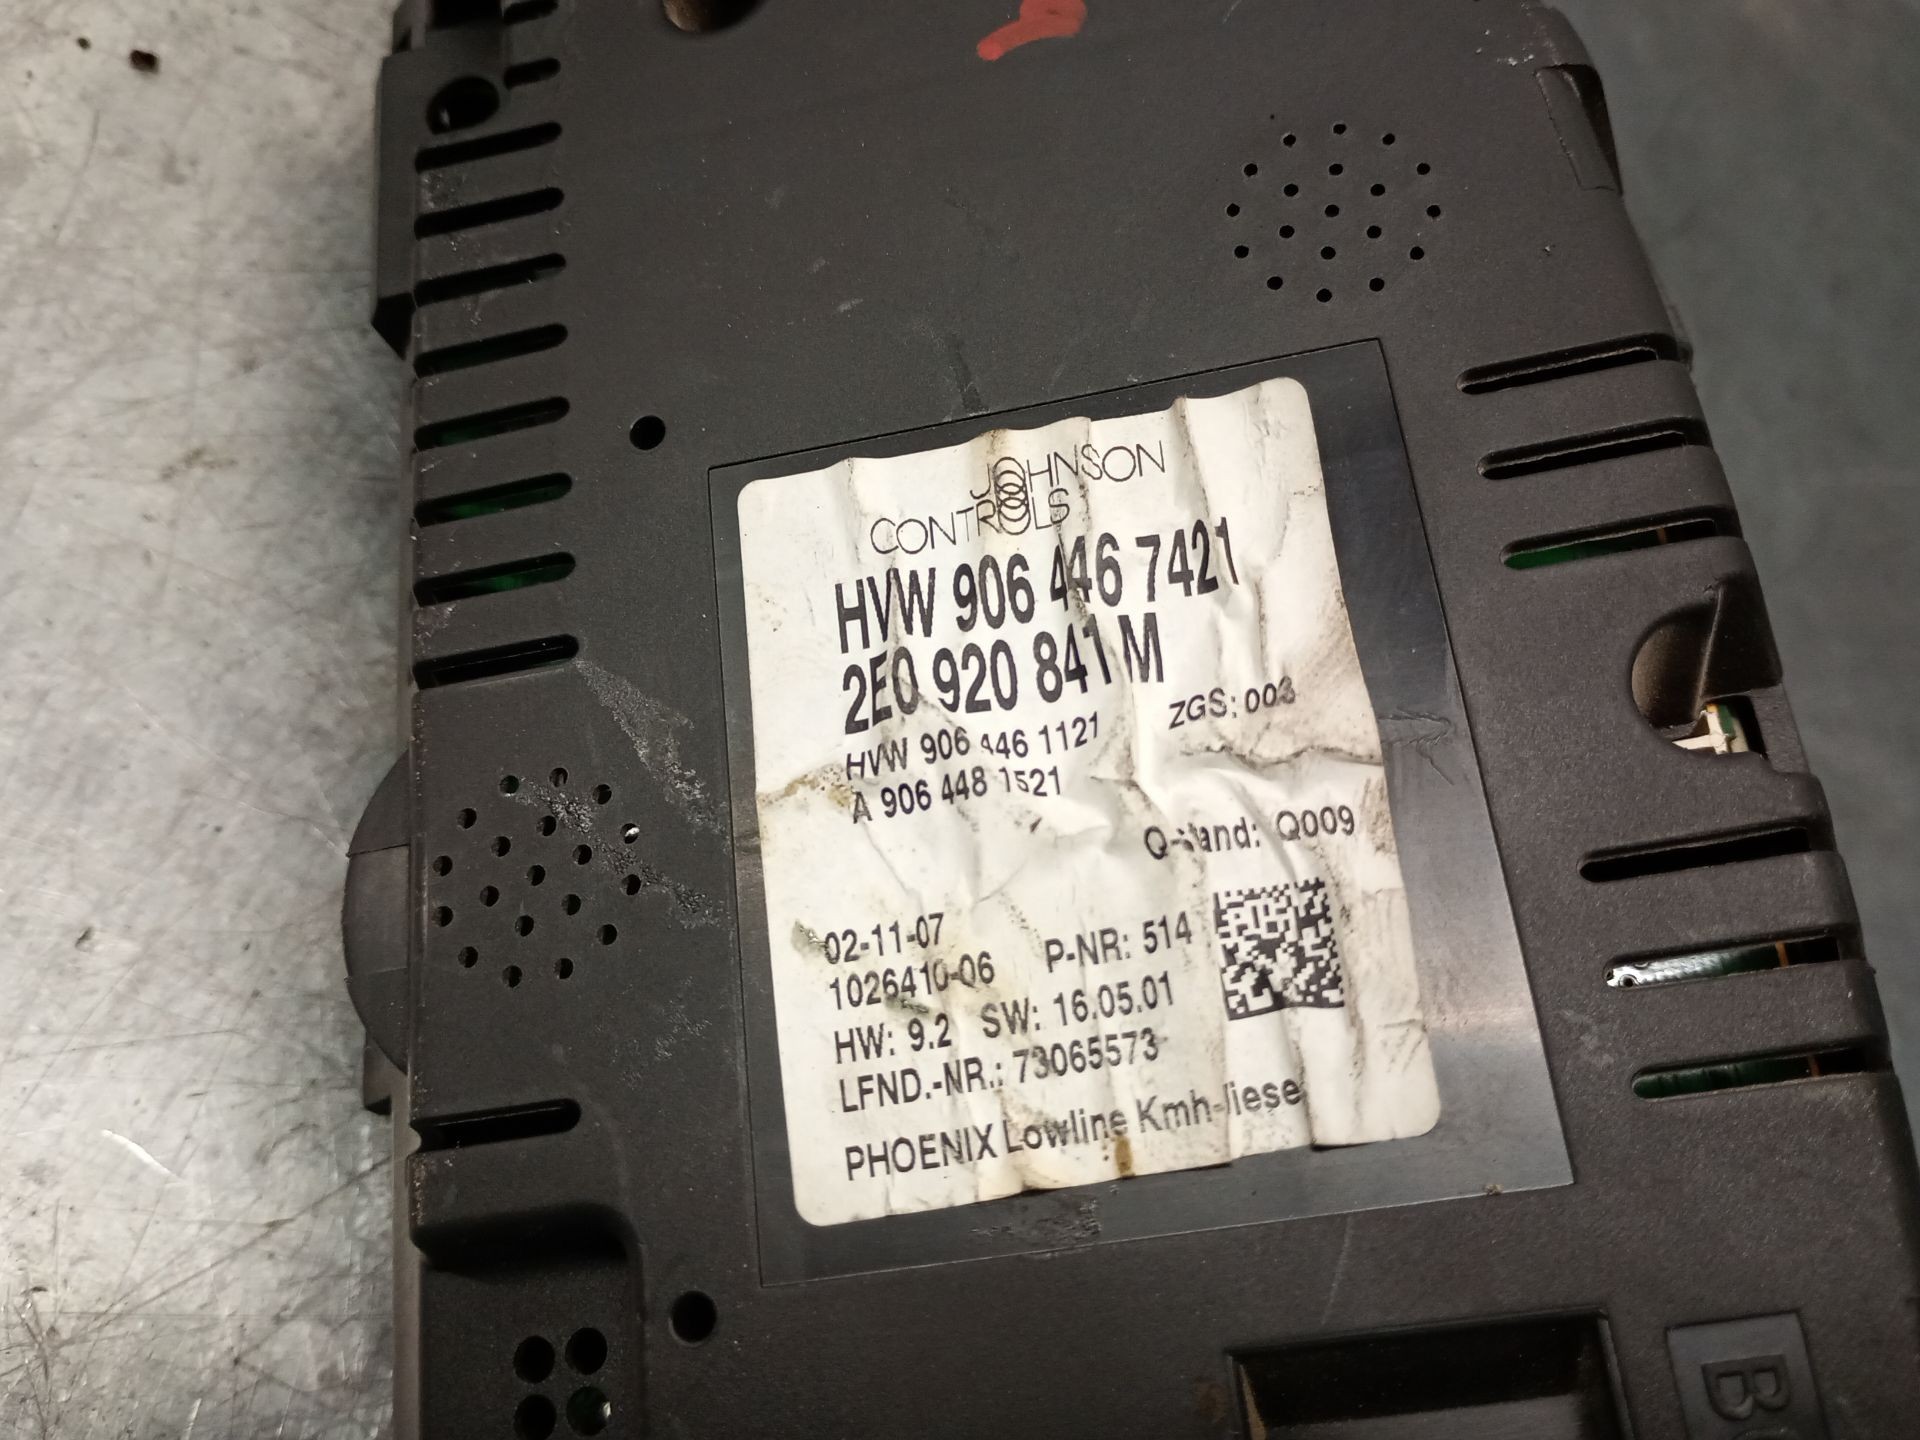 JOHNSON
CONTROLS
HVW 906 446 7421
2E0 920 841 M
HVW 906 446 1121 ZGS: 003
A 906 448 1521
Q-stand: Q009
02-11-07
1026410-06 P-NR: 514
HW: 9.2 SW: 16.05.01
LFND.-NR.: 73065573
PHOENIX Lowline Kmh-diesel